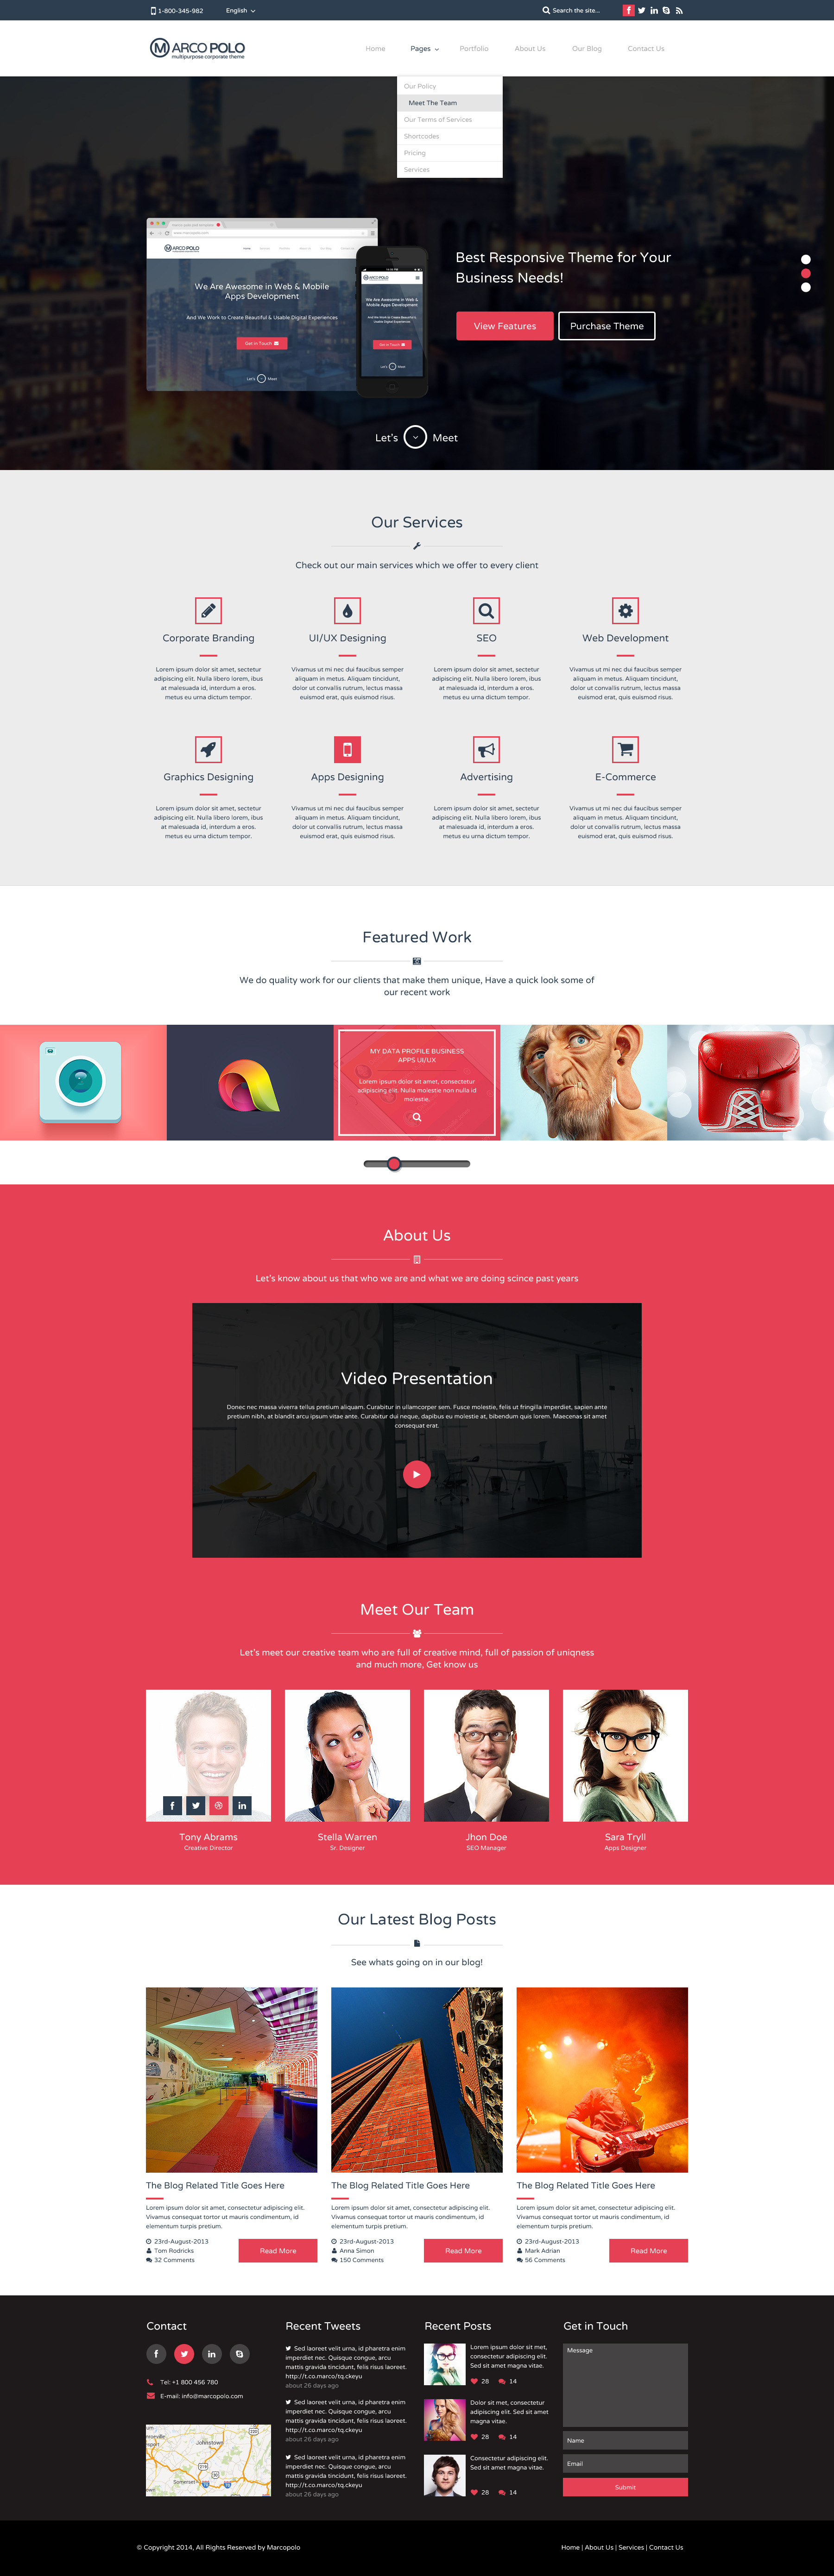 1-800-345-982 English Search the site...
MARCO POLO
multipurpose corporate theme
Home Pages Portfolio About Us Our Blog Contact Us
Our Policy
Meet The Team
Our Terms of Services
Shortcodes
Pricing
Services
MARCO POLO
We Are Awesome in Web & Mobile
Apps Development
And We Work to Create Beautiful & Usable Digital Experiences
Get in Touch
Let's Meet
MARCO POLO
We Are Awesome in Web &
Mobile Apps Development
And We Work to Create Beautiful
& Usable Digital Experiences
Get in Touch
Let's Meet
Best Responsive Theme for Your
Business Needs!
View Features Purchase Theme
Let's Meet
Our Services
Check out our main services which we offer to every client
Corporate Branding
Lorem ipsum dolor sit amet, sectetur
adipiscing elit. Nulla libero lorem, ibus
at malesuada id, interdum a eros.
metus eu urna dictum tempor.
UI/UX Designing
Vivamus ut mi nec dui faucibus semper
aliquam in metus. Aliquam tincidunt,
dolor ut convallis rutrum, lectus massa
euismod erat, quis euismod risus.
SEO
Lorem ipsum dolor sit amet, sectetur
adipiscing elit. Nulla libero lorem, ibus
at malesuada id, interdum a eros.
metus eu urna dictum tempor.
Web Development
Vivamus ut mi nec dui faucibus semper
aliquam in metus. Aliquam tincidunt,
dolor ut convallis rutrum, lectus massa
euismod erat, quis euismod risus.
Graphics Designing
Lorem ipsum dolor sit amet, sectetur
adipiscing elit. Nulla libero lorem, ibus
at malesuada id, interdum a eros.
metus eu urna dictum tempor.
Apps Designing
Vivamus ut mi nec dui faucibus semper
aliquam in metus. Aliquam tincidunt,
dolor ut convallis rutrum, lectus massa
euismod erat, quis euismod risus.
Advertising
Lorem ipsum dolor sit amet, sectetur
adipiscing elit. Nulla libero lorem, ibus
at malesuada id, interdum a eros.
metus eu urna dictum tempor.
E-Commerce
Vivamus ut mi nec dui faucibus semper
aliquam in metus. Aliquam tincidunt,
dolor ut convallis rutrum, lectus massa
euismod erat, quis euismod risus.
Featured Work
We do quality work for our clients that make them unique, Have a quick look some of
our recent work
MY DATA PROFILE BUSINESS
APPS UI/UX
Lorem ipsum dolor sit amet, consectetur
adipiscing elit. Nulla molestie non nulla id
molestie.
About Us
Let's know about us that who we are and what we are doing scince past years
Video Presentation
Donec nec massa viverra tellus pretium aliquam. Curabitur in ullamcorper sem. Fusce molestie, felis ut fringilla imperdiet, sapien ante
pretium nibh, at blandit arcu ipsum vitae ante. Curabitur dui neque, dapibus eu molestie at, bibendum quis lorem. Maecenas sit amet
consequat erat.
Meet Our Team
Let's meet our creative team who are full of creative mind, full of passion of uniqness
and much more, Get know us
Tony Abrams
Creative Director
Stella Warren
Sr. Designer
Jhon Doe
SEO Manager
Sara Tryll
Apps Designer
Our Latest Blog Posts
See whats going on in our blog!
The Blog Related Title Goes Here
Lorem ipsum dolor sit amet, consectetur adipiscing elit.
Vivamus consequat tortor ut mauris condimentum, id
elementum turpis pretium.
23rd-August-2013
Tom Rodricks
32 Comments
Read More
The Blog Related Title Goes Here
Lorem ipsum dolor sit amet, consectetur adipiscing elit.
Vivamus consequat tortor ut mauris condimentum, id
elementum turpis pretium.
23rd-August-2013
Anna Simon
150 Comments
Read More
The Blog Related Title Goes Here
Lorem ipsum dolor sit amet, consectetur adipiscing elit.
Vivamus consequat tortor ut mauris condimentum, id
elementum turpis pretium.
23rd-August-2013
Mark Adrian
56 Comments
Read More
Contact
Tel: +1 800 456 780
E-mail: info@marcopolo.com
Johnstown
Somerset
Recent Tweets
Sed laoreet velit urna, id pharetra enim
imperdiet nec. Quisque congue, arcu
mattis gravida tincidunt, felis risus laoreet.
http://t.co.marco/tq.ckeyu
about 26 days ago
Sed laoreet velit urna, id pharetra enim
imperdiet nec. Quisque congue, arcu
mattis gravida tincidunt, felis risus laoreet.
http://t.co.marco/tq.ckeyu
about 26 days ago
Sed laoreet velit urna, id pharetra enim
imperdiet nec. Quisque congue, arcu
mattis gravida tincidunt, felis risus laoreet.
http://t.co.marco/tq.ckeyu
about 26 days ago
Recent Posts
Lorem ipsum dolor sit met,
consectetur adipiscing elit.
Sed sit amet magna vitae.
28 14
Dolor sit met, consectetur
adipiscing elit. Sed sit amet
magna vitae.
28 14
Consectetur adipiscing elit.
Sed sit amet magna vitae.
28 14
Get in Touch
Message
Name
Email
Submit
© Copyright 2014, All Rights Reserved by Marcopolo
Home | About Us | Services | Contact Us